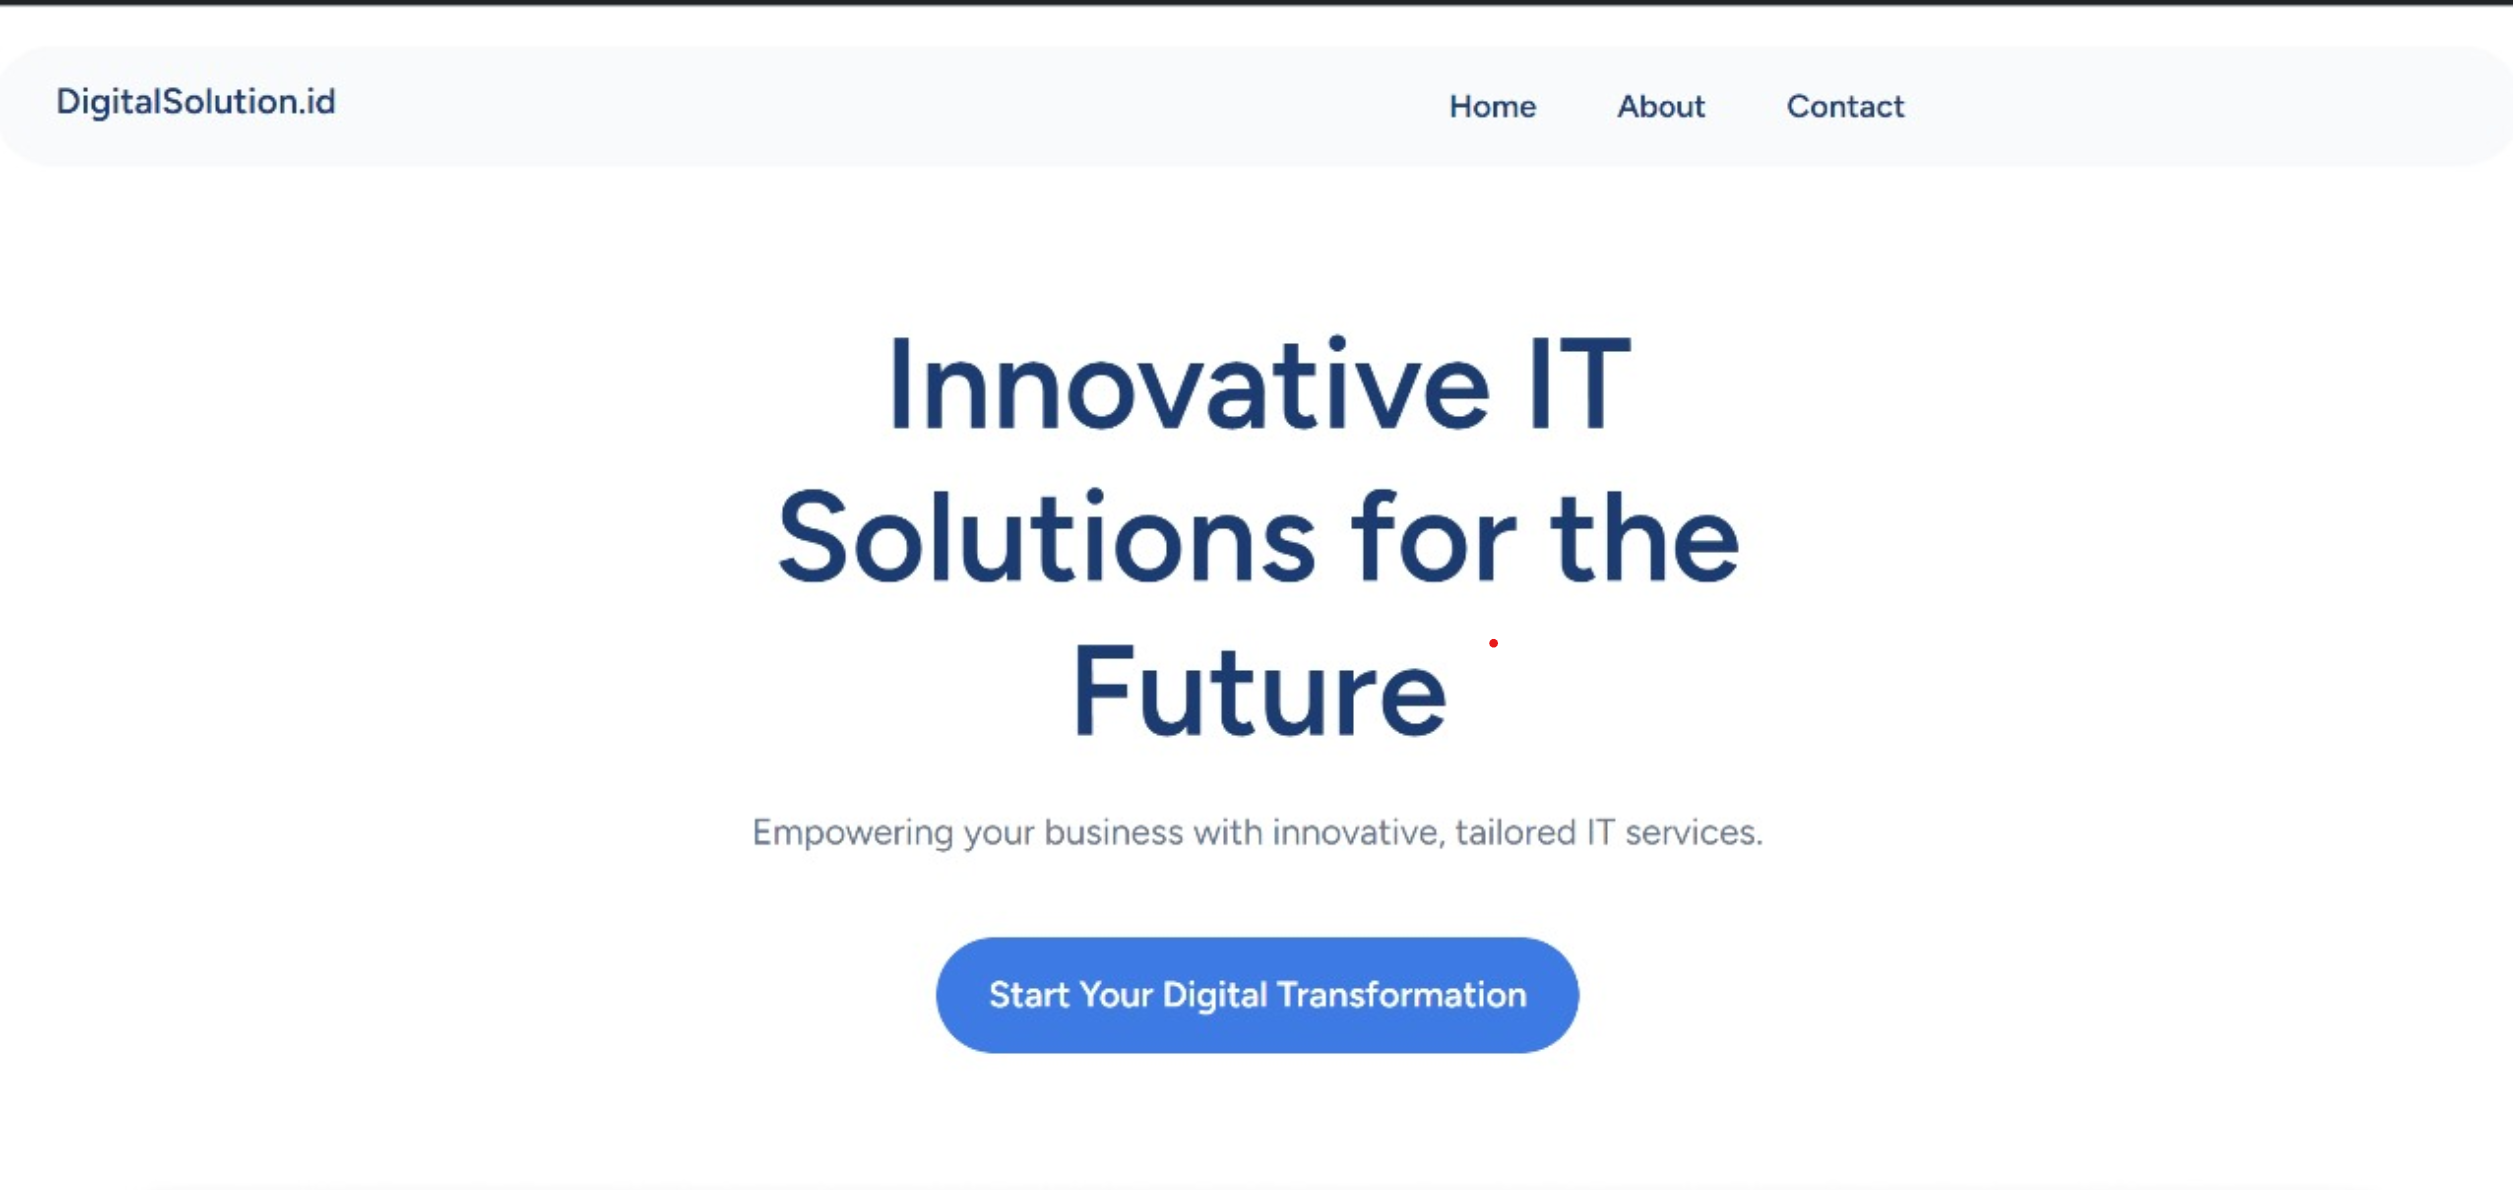 DigitalSolution.id
Home About Contact
Innovative IT
Solutions for the
Future
Empowering your business with innovative, tailored IT services.
Start Your Digital Transformation